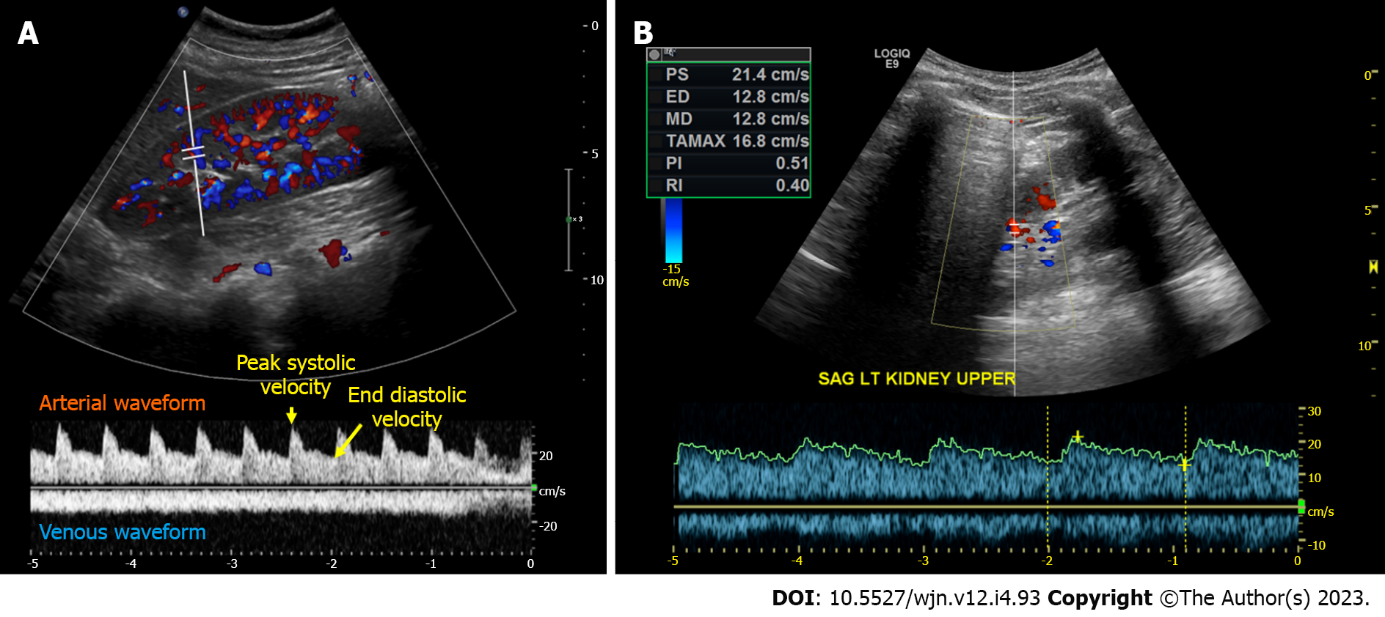 A
0
5
x 3
10
Peak systolic
velocity
End diastolic
velocity
Arterial waveform
20
cm/s
-20
Venous waveform
-5 -4 -3 -2 -1 0
B
LOGIQ
E9
PS 21.4 cm/s
ED 12.8 cm/s
MD 12.8 cm/s
TAMAX 16.8 cm/s
PI 0.51
RI 0.40
-15
cm/s
0
5
10
SAG LT KIDNEY UPPER
30
20
10
cm/s
-10
-5 -4 -3 -2 -1 0
DOI: 10.5527/wjn.v12.i4.93 Copyright ©The Author(s) 2023.